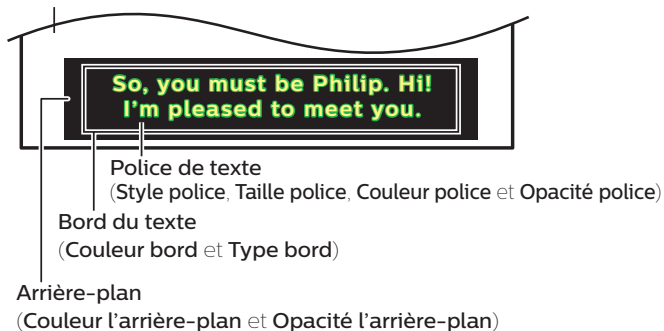 So, you must be Philip. Hi!
I'm pleased to meet you.
Police de texte
(Style police, Taille police, Couleur police et Opacité police)
Bord du texte
(Couleur bord et Type bord)
Arrière-plan
(Couleur l'arrière-plan et Opacité l'arrière-plan)